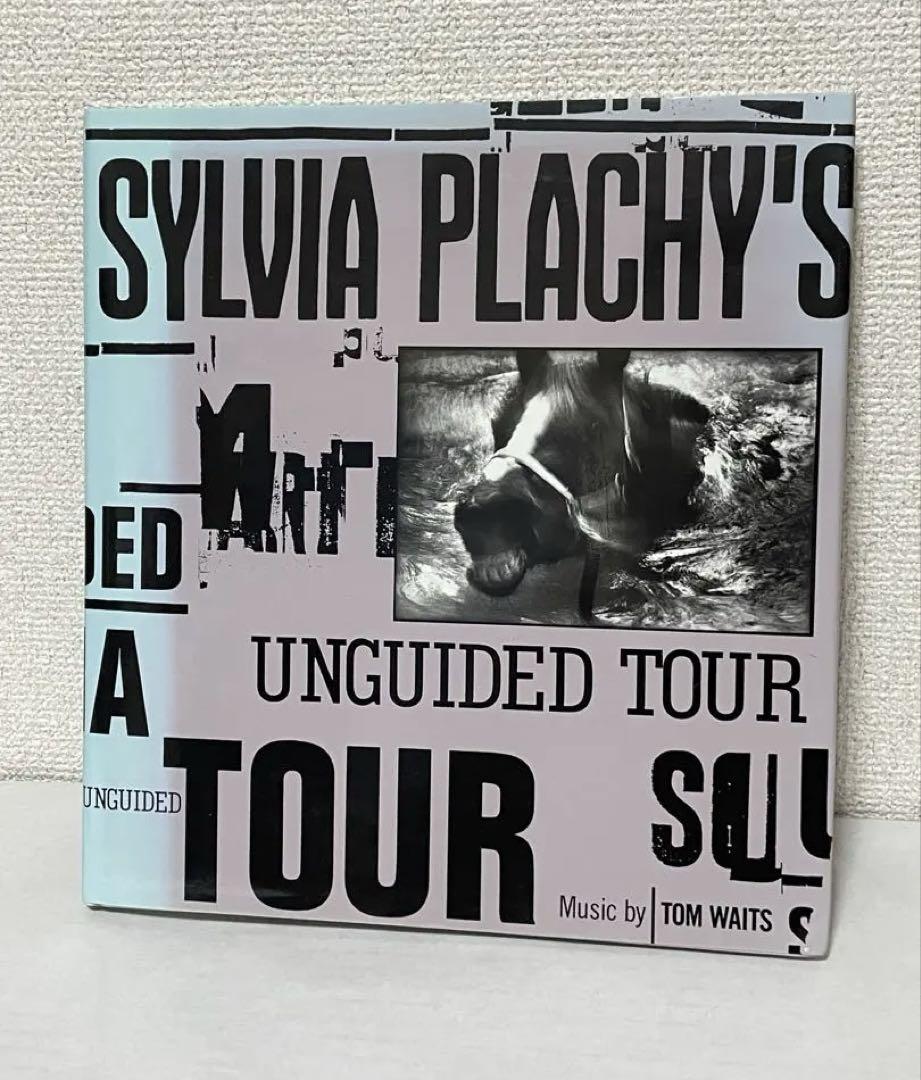 SYLVIA PLACHY'S
DED
A
UNGUIDED TOUR
UNGUIDED
TOUR
Music by TOM WAITS